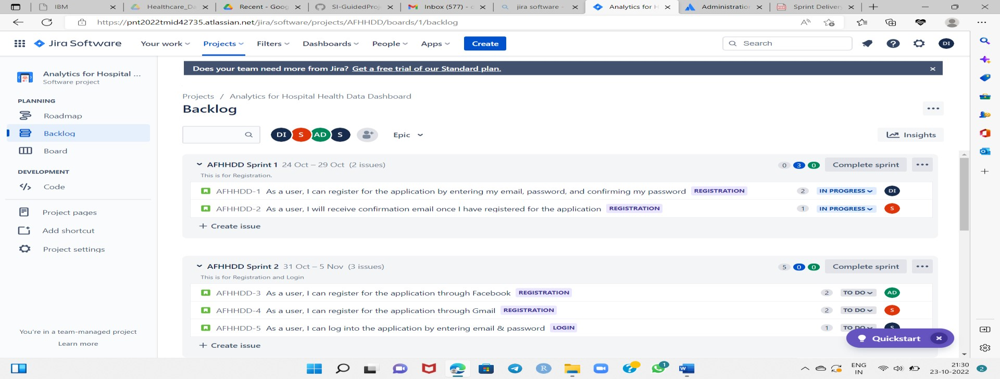 IBM
Healthcare_Da
Recent - Goog
SI-GuidedProj
Inbox (577) - c
jira software -
Analytics for H
Administration
Sprint Delivery
https://pnt2022tmid42735.atlassian.net/jira/software/projects/AFHHDD/boards/1/backlog
Jira Software
Your work
Projects
Filters
Dashboards
People
Apps
Create
Search
DI
Analytics for Hospital ...
Software project
PLANNING
Roadmap
Backlog
Board
DEVELOPMENT
Code
Project pages
Add shortcut
Project settings
You're in a team-managed project
Learn more
Does your team need more from Jira? Get a free trial of our Standard plan.
Projects / Analytics for Hospital Health Data Dashboard
Backlog
DI S AD S
Epic
Insights
AFHHDD Sprint 1 24 Oct – 29 Oct (2 issues) 0 3 0 Complete sprint
This is for Registration.
AFHHDD-1 As a user, I can register for the application by entering my email, password, and confirming my password REGISTRATION 2 IN PROGRESS DI
AFHHDD-2 As a user, I will receive confirmation email once I have registered for the application REGISTRATION 1 IN PROGRESS S
+ Create issue
AFHHDD Sprint 2 31 Oct – 5 Nov (3 issues) 5 0 0 Complete sprint
This is for Registration and Login
AFHHDD-3 As a user, I can register for the application through Facebook REGISTRATION 2 TO DO AD
AFHHDD-4 As a user, I can register for the application through Gmail REGISTRATION 2 TO DO S
AFHHDD-5 As a user, I can log into the application by entering email & password LOGIN 1 TO DO S
+ Create issue
Quickstart
ENG
IN
21:30
23-10-2022
2
1